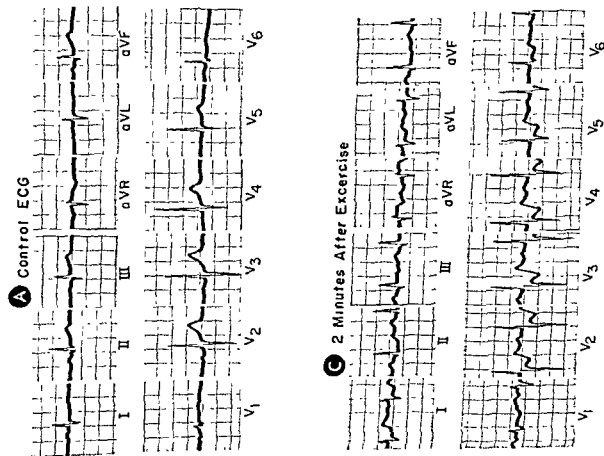 A Control ECG
I II III aVR aVL aVF
V1 V2 V3 V4 V5 V6
C 2 Minutes After Excercise
I II III aVR aVL aVF
V1 V2 V3 V4 V5 V6